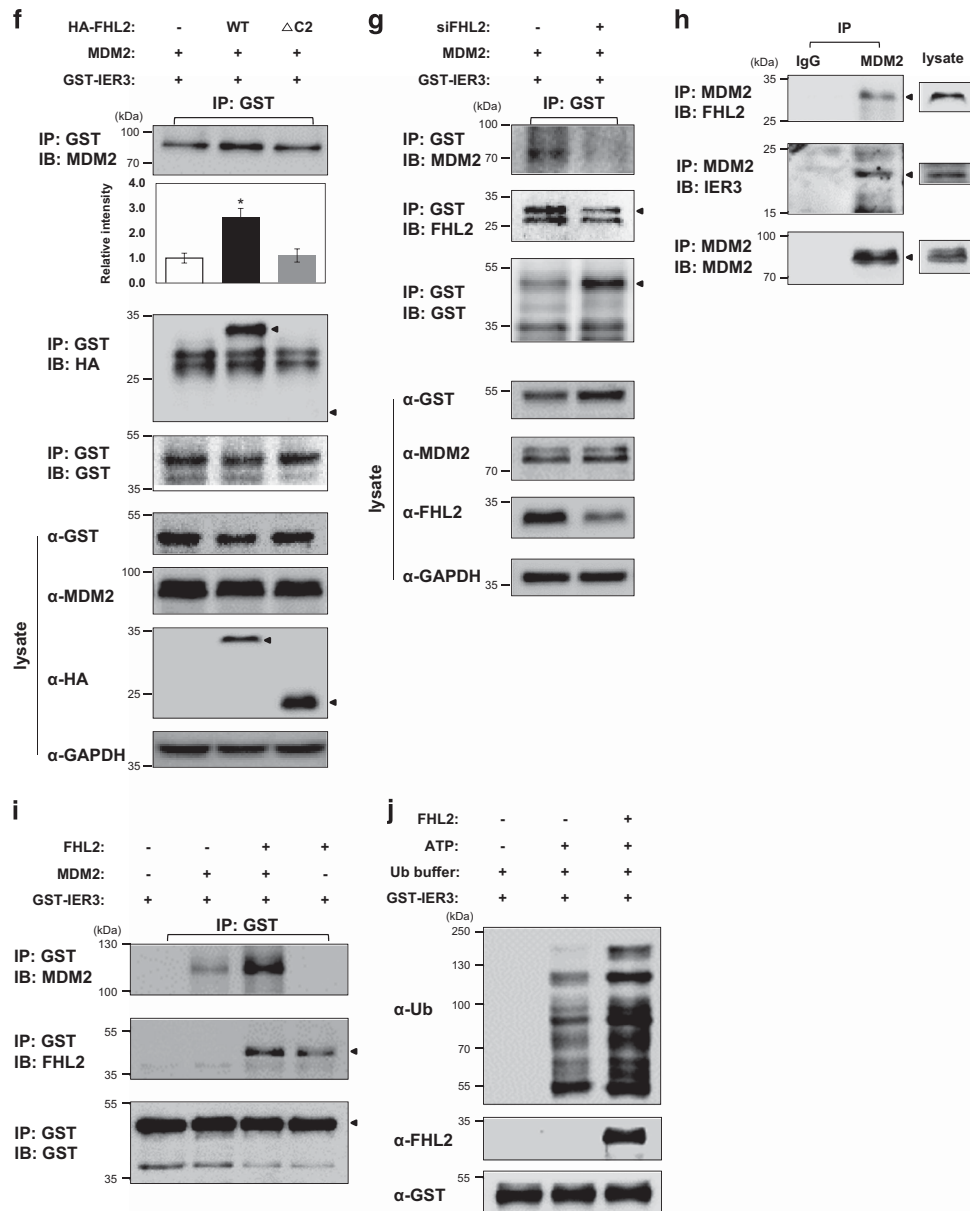 f
HA-FHL2: - WT △C2
MDM2: + + +
GST-IER3: + + +
IP: GST
(kDa)
IP: GST
IB: MDM2
100
70
Relative intensity
4.0
3.0
2.0
1.0
0.0
*
IP: GST
IB: HA
35
25
IP: GST
IB: GST
55
35
lysate
α-GST
55
α-MDM2
100
α-HA
35
25
α-GAPDH
35
g
siFHL2: - +
MDM2: + +
GST-IER3: + +
IP: GST
(kDa)
100
IP: GST
IB: MDM2
70
IP: GST
IB: FHL2
35
25
IP: GST
IB: GST
55
35
lysate
α-GST
55
α-MDM2
70
α-FHL2
35
α-GAPDH
35
h
IP
(kDa) IgG MDM2 lysate
IP: MDM2
IB: FHL2
35
25
IP: MDM2
IB: IER3
25
15
IP: MDM2
IB: MDM2
100
70
i
FHL2: - - + +
MDM2: - + + -
GST-IER3: + + + +
IP: GST
(kDa)
IP: GST
IB: MDM2
130
100
IP: GST
IB: FHL2
55
35
IP: GST
IB: GST
55
35
j
FHL2: - - +
ATP: - + +
Ub buffer: + + +
GST-IER3: + + +
(kDa)
250
130
α-Ub
100
70
55
α-FHL2
35
α-GST
55